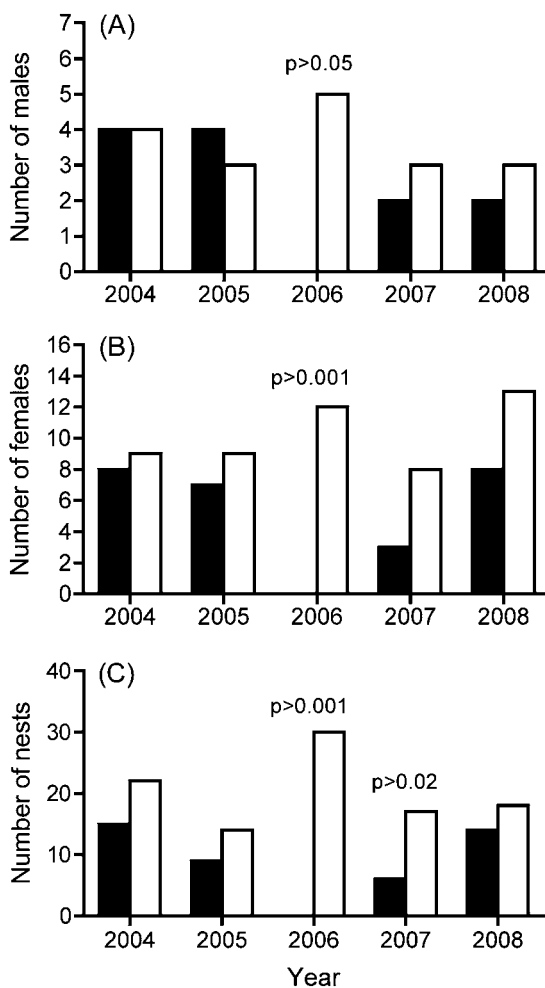 (A)
Number of males
7
6
5
4
3
2
1
0
p>0.05
2004 2005 2006 2007 2008
(B)
Number of females
16
14
12
10
8
6
4
2
0
p>0.001
2004 2005 2006 2007 2008
(C)
Number of nests
40
30
20
10
0
p>0.001
p>0.02
2004 2005 2006 2007 2008
Year